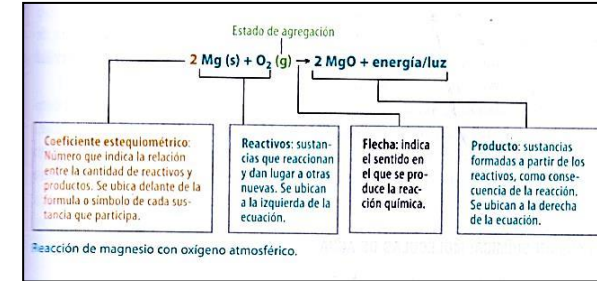 Estado de agregación
2 Mg (s) + O₂ (g) → 2 MgO + energía/luz
Coeficiente estequiométrico:
Número que indica la relación
entre la cantidad de reactivos y
productos. Se ubica delante de la
formula o símbolo de cada sus-
tancia que participa.
Reactivos: sustan-
cias que reaccionan
y dan lugar a otras
nuevas. Se ubican
a la izquierda de la
ecuación.
Flecha: indica
el sentido en
el que se pro-
duce la reac-
ción química.
Producto: sustancias
formadas a partir de los
reactivos, como conse-
cuencia de la reacción.
Se ubican a la derecha
de la ecuación.
Reacción de magnesio con oxígeno atmosférico.